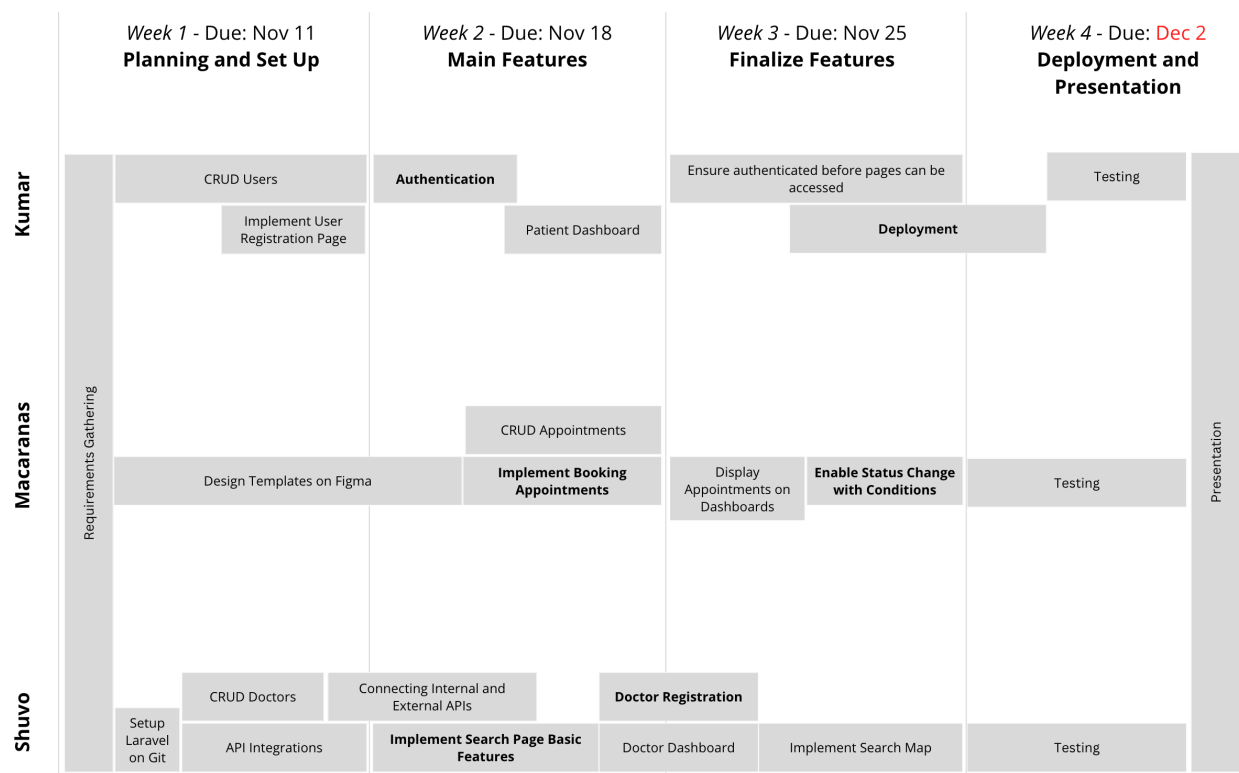 Week 1 - Due: Nov 11
Planning and Set Up
Week 2 - Due: Nov 18
Main Features
Week 3 - Due: Nov 25
Finalize Features
Week 4 - Due: Dec 2
Deployment and
Presentation
Requirements Gathering
Kumar
CRUD Users
Implement User
Registration Page
Authentication
Patient Dashboard
Ensure authenticated before pages can be
accessed
Deployment
Testing
Macaranas
CRUD Appointments
Design Templates on Figma
Implement Booking
Appointments
Display
Appointments on
Dashboards
Enable Status Change
with Conditions
Testing
Shuvo
Setup
Laravel
on Git
CRUD Doctors
API Integrations
Connecting Internal and
External APIs
Implement Search Page Basic
Features
Doctor Registration
Doctor Dashboard
Implement Search Map
Testing
Presentation